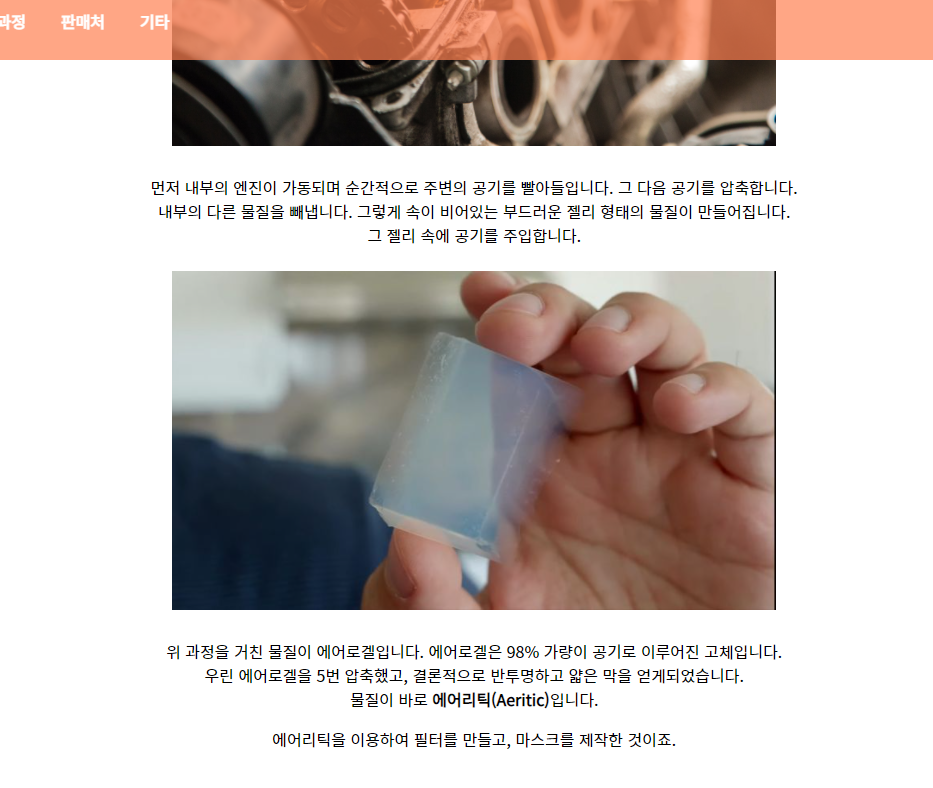 과정 판매처 기타
먼저 내부의 엔진이 가동되며 순간적으로 주변의 공기를 빨아들입니다. 그 다음 공기를 압축합니다.
내부의 다른 물질을 빼냅니다. 그렇게 속이 비어있는 부드러운 젤리 형태의 물질이 만들어집니다.
그 젤리 속에 공기를 주입합니다.
위 과정을 거친 물질이 에어로겔입니다. 에어로겔은 98% 가량이 공기로 이루어진 고체입니다.
우린 에어로겔을 5번 압축했고, 결론적으로 반투명하고 얇은 막을 얻게되었습니다.
물질이 바로 에어리틱(Aeritic)입니다.
에어리틱을 이용하여 필터를 만들고, 마스크를 제작한 것이죠.